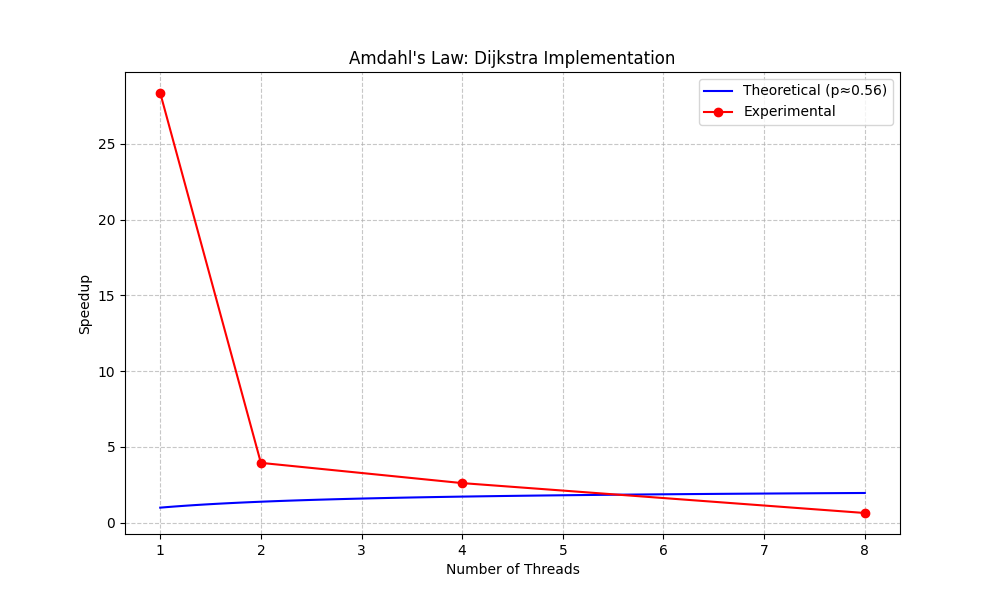 Amdahl's Law: Dijkstra Implementation
Theoretical (p≈0.56)
Experimental
Speedup
25
20
15
10
5
0
1 2 3 4 5 6 7 8
Number of Threads